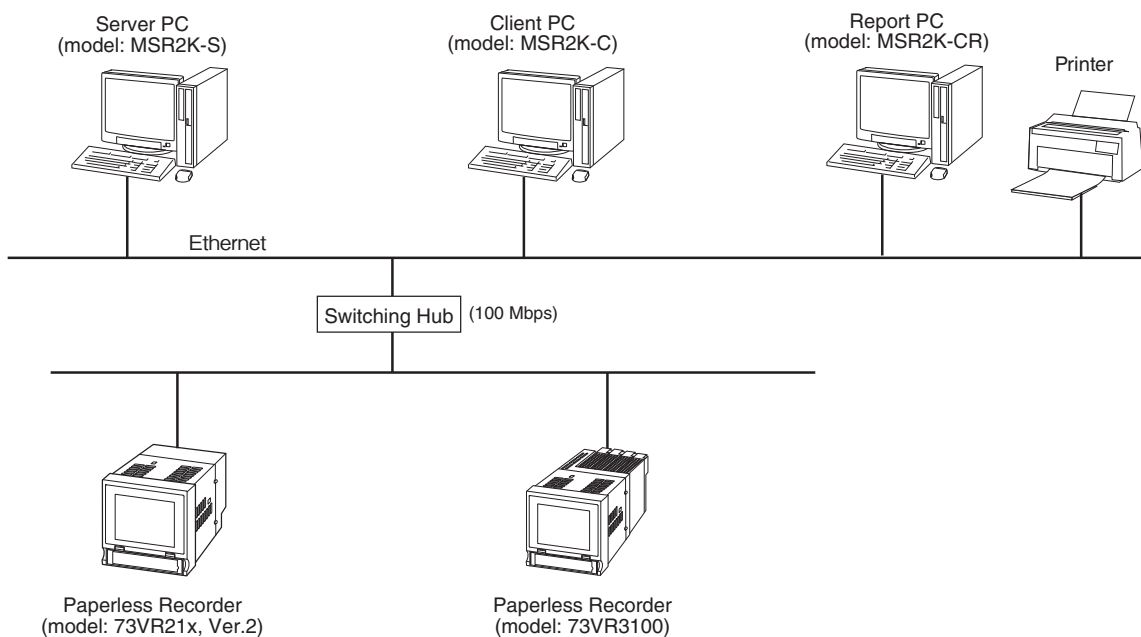 Server PC
(model: MSR2K-S)
Client PC
(model: MSR2K-C)
Report PC
(model: MSR2K-CR)
Printer
Ethernet
Switching Hub
(100 Mbps)
Paperless Recorder
(model: 73VR21x, Ver.2)
Paperless Recorder
(model: 73VR3100)